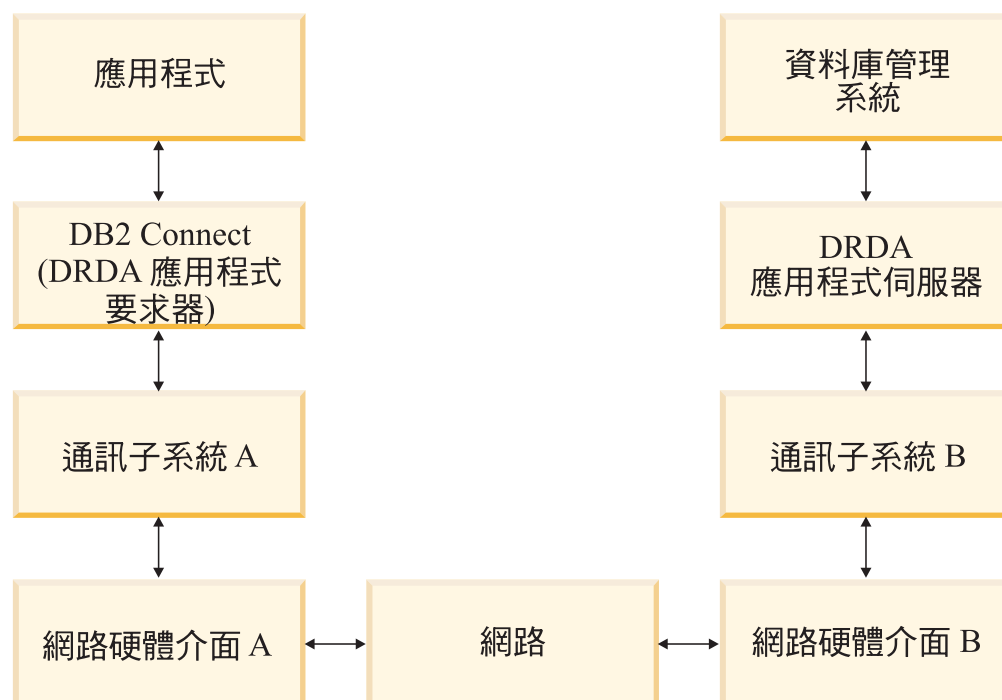 應用程式
資料庫管理
系統
DB2 Connect
(DRDA 應用程式
要求器)
DRDA
應用程式伺服器
通訊子系統 A
通訊子系統 B
網路硬體介面 A
網路
網路硬體介面 B